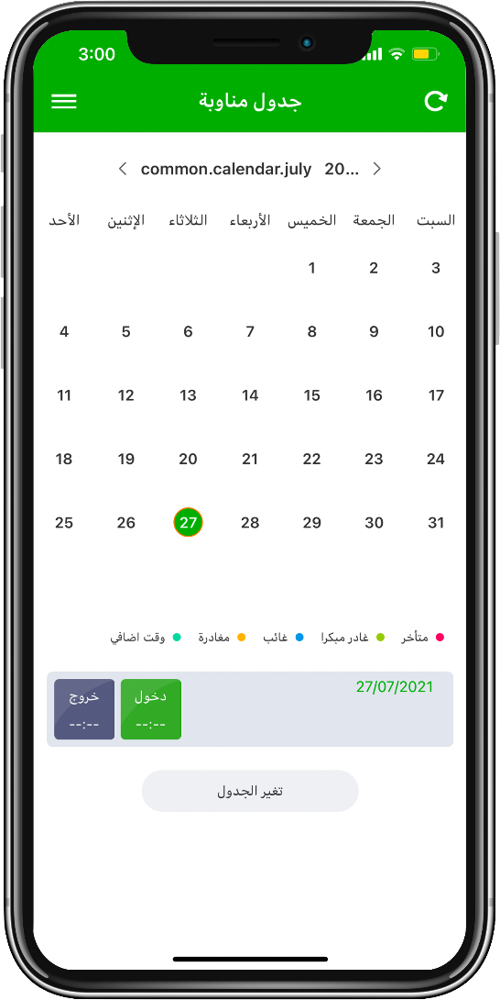 3:00
جدول مناوبة
common.calendar.july 20...
الأحد الإثنين الثلاثاء الأربعاء الخميس الجمعة السبت
1 2 3
4 5 6 7 8 9 10
11 12 13 14 15 16 17
18 19 20 21 22 23 24
25 26 27 28 29 30 31
متأخر غادر مبكرا غائب مغادرة وقت اضافي
27/07/2021
دخول خروج
--:-- --:--
تغير الجدول